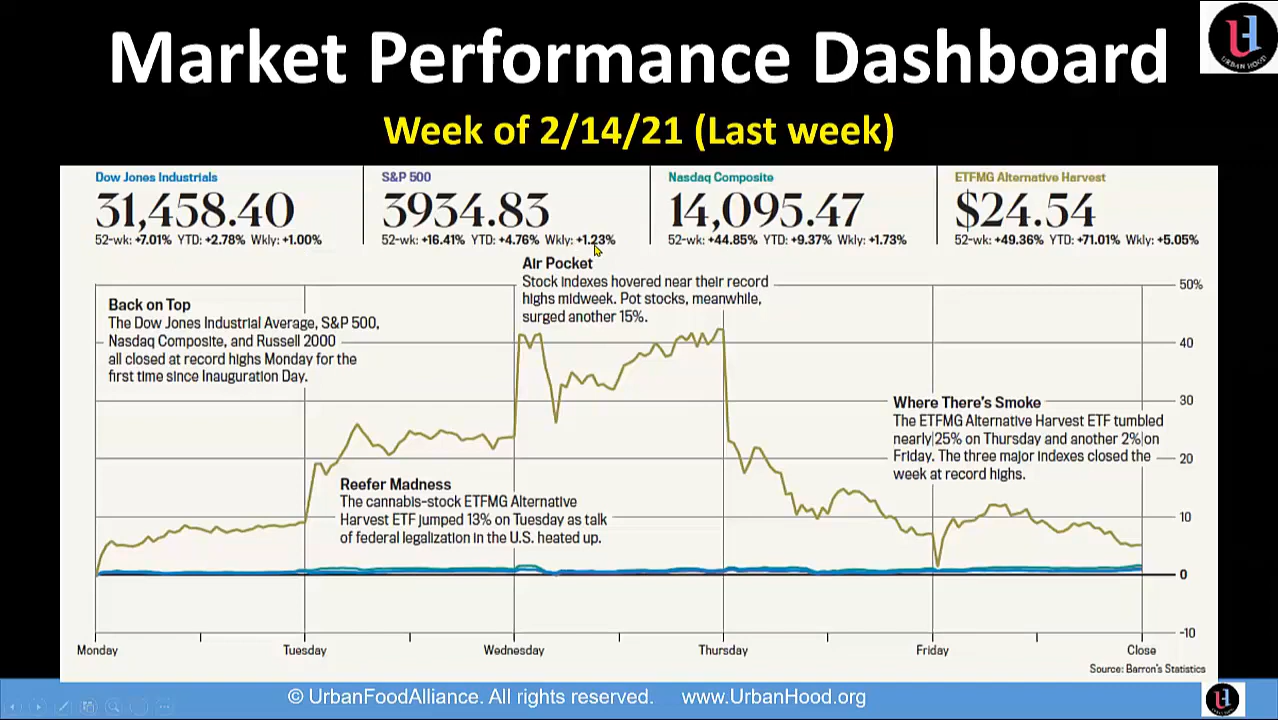 Market Performance Dashboard
URBAN HOOD
Week of 2/14/21 (Last week)
Dow Jones Industrials
31,458.40
52-wk: +7.01% YTD: +2.78% Wkly: +1.00%
S&P 500
3934.83
52-wk: +16.41% YTD: +4.76% Wkly: +1.23%
Nasdaq Composite
14,095.47
52-wk: +44.85% YTD: +9.37% Wkly: +1.73%
ETFMG Alternative Harvest
$24.54
52-wk: +49.36% YTD: +71.01% Wkly: +5.05%
Back on Top
The Dow Jones Industrial Average, S&P 500,
Nasdaq Composite, and Russell 2000
all closed at record highs Monday for the
first time since Inauguration Day.
Air Pocket
Stock indexes hovered near their record
highs midweek. Pot stocks, meanwhile,
surged another 15%.
Reefer Madness
The cannabis-stock ETFMG Alternative
Harvest ETF jumped 13% on Tuesday as talk
of federal legalization in the U.S. heated up.
Where There's Smoke
The ETFMG Alternative Harvest ETF tumbled
nearly 25% on Thursday and another 2% on
Friday. The three major indexes closed the
week at record highs.
50%
40
30
20
10
0
-10
Monday Tuesday Wednesday Thursday Friday Close
Source: Barron's Statistics
© UrbanFoodAlliance. All rights reserved. www.UrbanHood.org